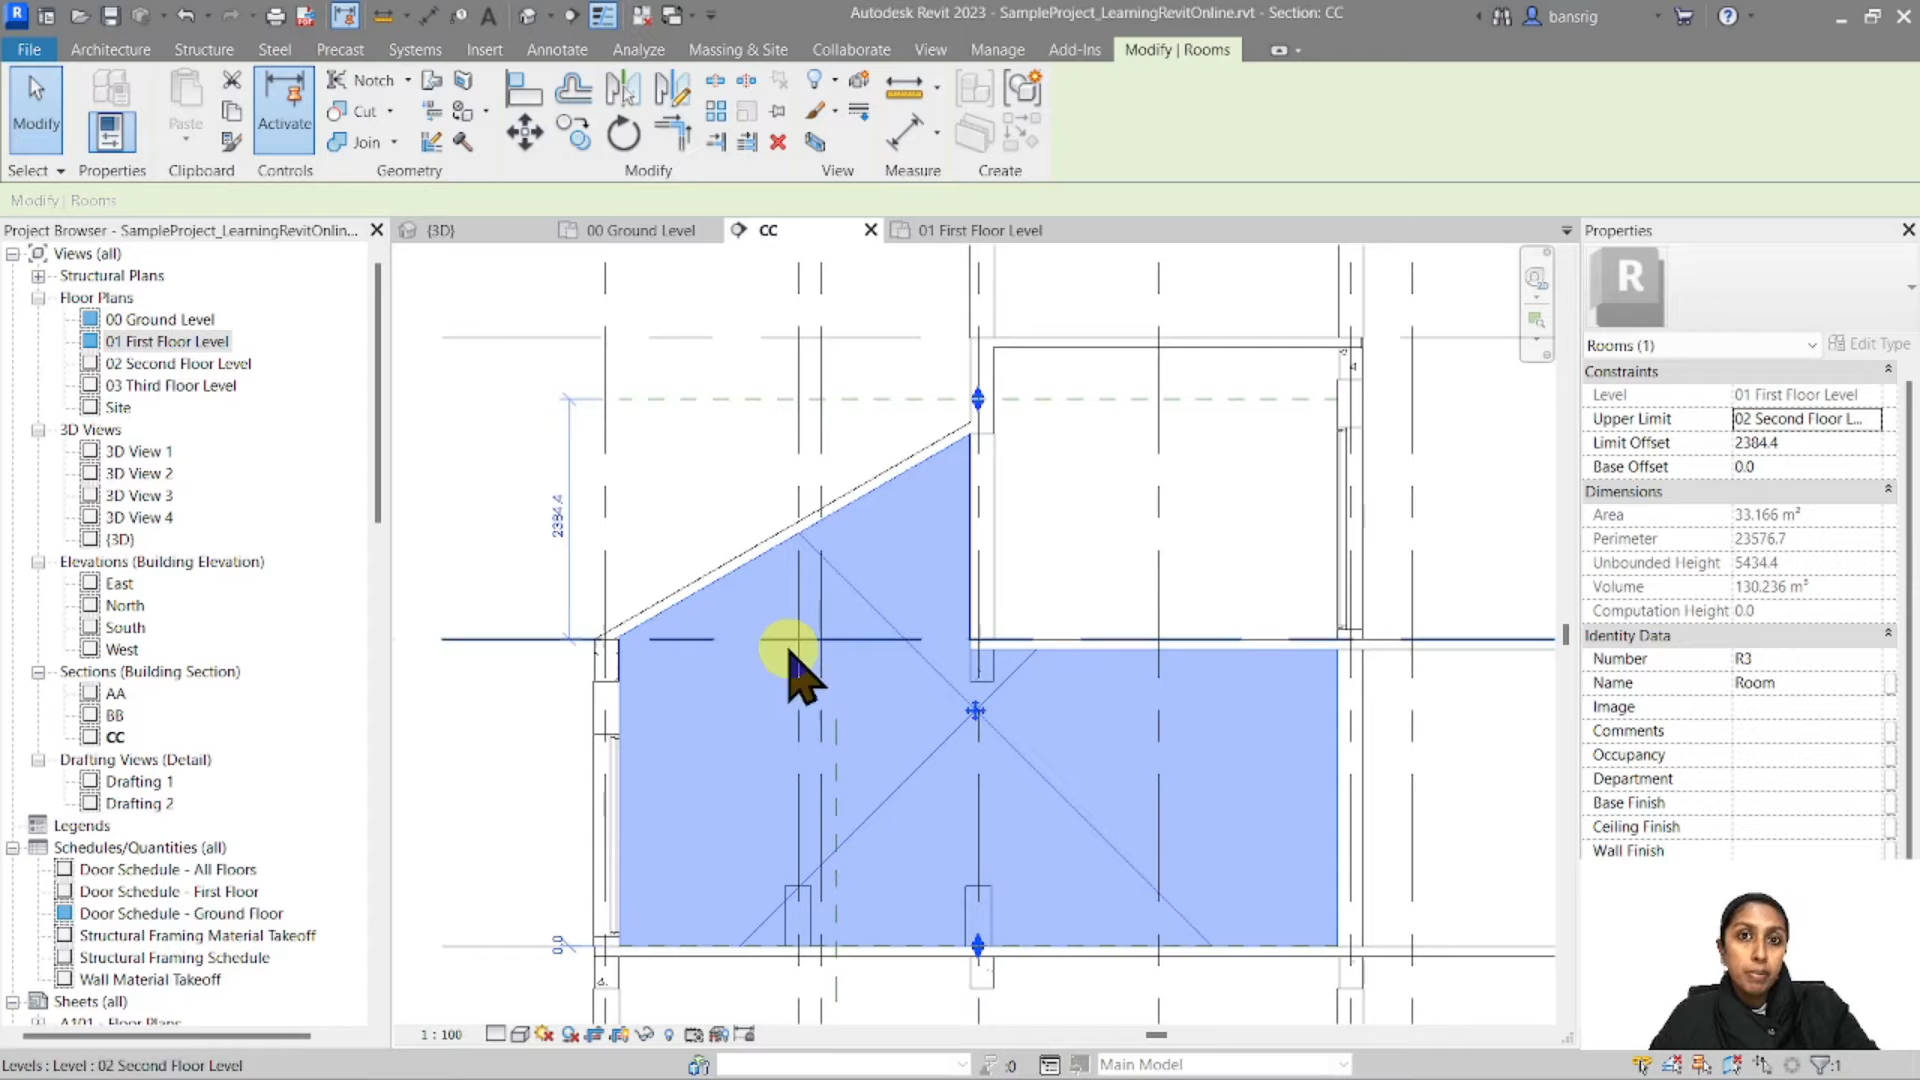 Autodesk Revit 2023 - SampleProject_LearningRevitOnline.rvt - Section: CC
bansrig
File Architecture Structure Steel Precast Systems Insert Annotate Analyze Massing & Site Collaborate View Manage Add-Ins Modify | Rooms
Modify
Paste
Activate
Notch
Cut
Join
Select Properties Clipboard Controls Geometry Modify View Measure Create
Modify | Rooms
Project Browser - SampleProject_LearningRevitOnlin...
{3D}
00 Ground Level
CC
01 First Floor Level
Properties
Views (all)
Structural Plans
Floor Plans
00 Ground Level
01 First Floor Level
02 Second Floor Level
03 Third Floor Level
Site
3D Views
3D View 1
3D View 2
3D View 3
3D View 4
{3D}
Elevations (Building Elevation)
East
North
South
West
Sections (Building Section)
AA
BB
CC
Drafting Views (Detail)
Drafting 1
Drafting 2
Legends
Schedules/Quantities (all)
Door Schedule - All Floors
Door Schedule - First Floor
Door Schedule - Ground Floor
Structural Framing Material Takeoff
Structural Framing Schedule
Wall Material Takeoff
Sheets (all)
A101 - Floor Plans
2384.4
0.0
R
Rooms (1)
Edit Type
Constraints
Level 01 First Floor Level
Upper Limit 02 Second Floor L...
Limit Offset 2384.4
Base Offset 0.0
Dimensions
Area 33.166 m²
Perimeter 23576.7
Unbounded Height 5434.4
Volume 130.236 m³
Computation Height 0.0
Identity Data
Number R3
Name Room
Image
Comments
Occupancy
Department
Base Finish
Ceiling Finish
Wall Finish
1 : 100
Levels : Level : 02 Second Floor Level
:0
Main Model
:1